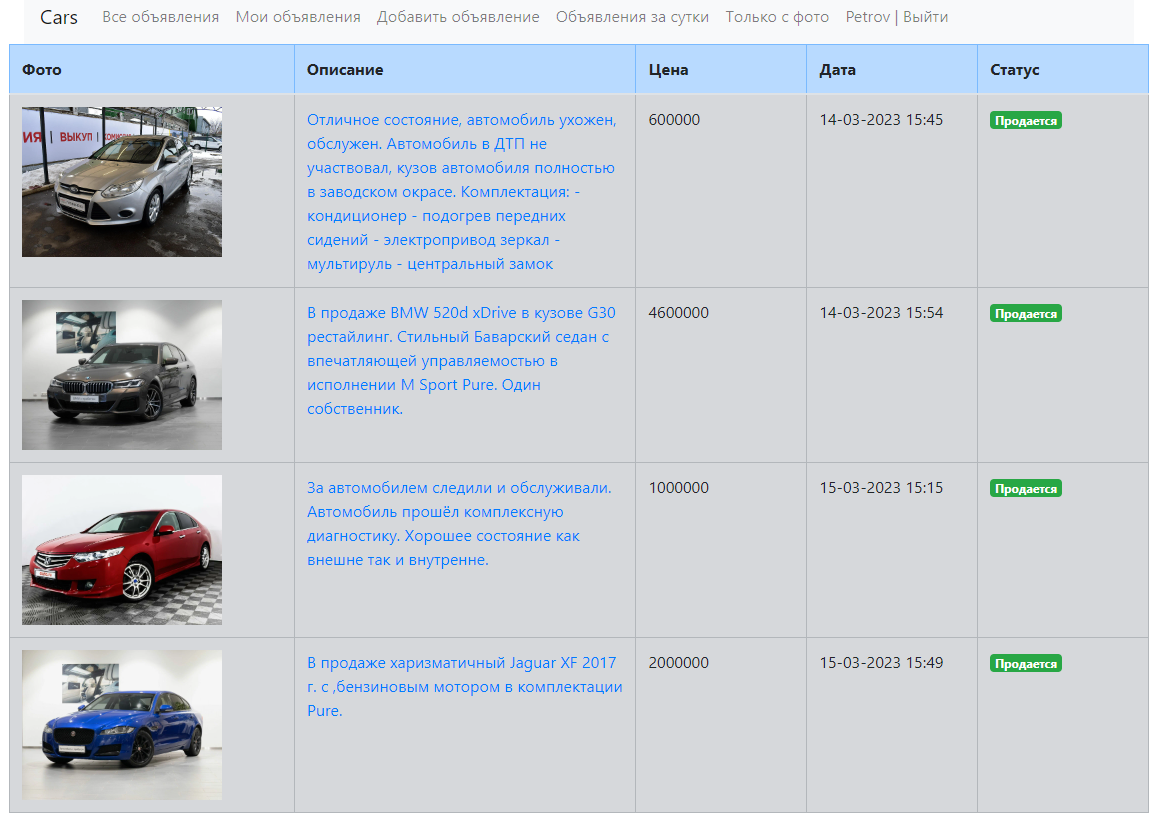 Cars Все объявления Мои объявления Добавить объявление Объявления за сутки Только с фото Petrov | Выйти
Фото Описание Цена Дата Статус
ИЯ | ВЫКУП |
Отличное состояние, автомобиль ухожен,
обслужен. Автомобиль в ДТП не
участвовал, кузов автомобиля полностью
в заводском окрасе. Комплектация: -
кондиционер - подогрев передних
сидений - электропривод зеркал -
мультируль - центральный замок
600000
14-03-2023 15:45
Продается
В продаже BMW 520d xDrive в кузове G30
рестайлинг. Стильный Баварский седан с
впечатляющей управляемостью в
исполнении M Sport Pure. Один
собственник.
4600000
14-03-2023 15:54
Продается
За автомобилем следили и обслуживали.
Автомобиль прошёл комплексную
диагностику. Хорошее состояние как
внешне так и внутренне.
1000000
15-03-2023 15:15
Продается
В продаже харизматичный Jaguar XF 2017
г. с ,бензиновым мотором в комплектации
Pure.
2000000
15-03-2023 15:49
Продается